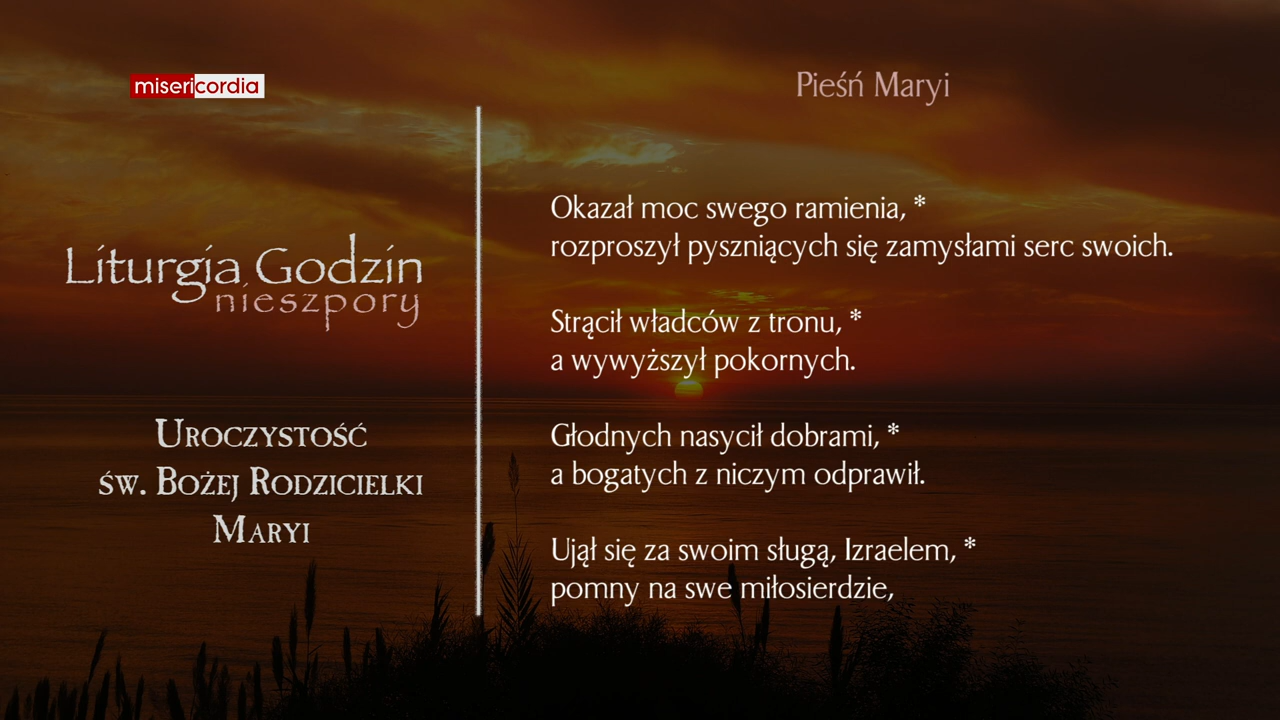 misericordia
Liturgia Godzin
nieszpory
Uroczystość
św. Bożej Rodzicielki
Maryi
Pieśń Maryi
Okazał moc swego ramienia, *
rozproszył pyszniących się zamysłami serc swoich.
Strącił władców z tronu, *
a wywyższył pokornych.
Głodnych nasycił dobrami, *
a bogatych z niczym odprawił.
Ujął się za swoim sługą, Izraelem, *
pomny na swe miłosierdzie,